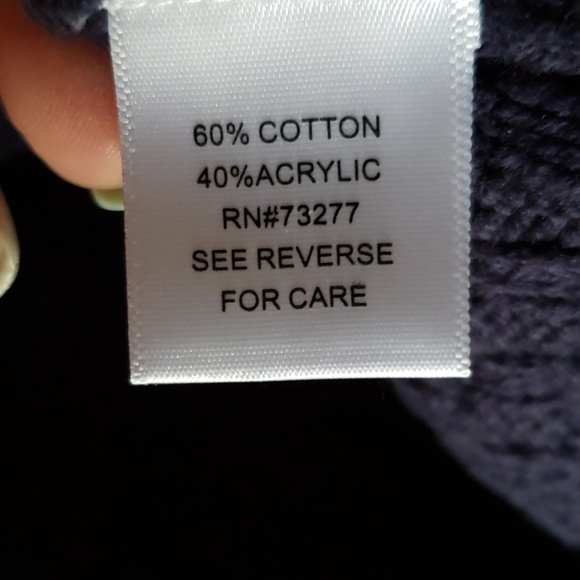 60% COTTON
40%ACRYLIC
RN#73277
SEE REVERSE
FOR CARE